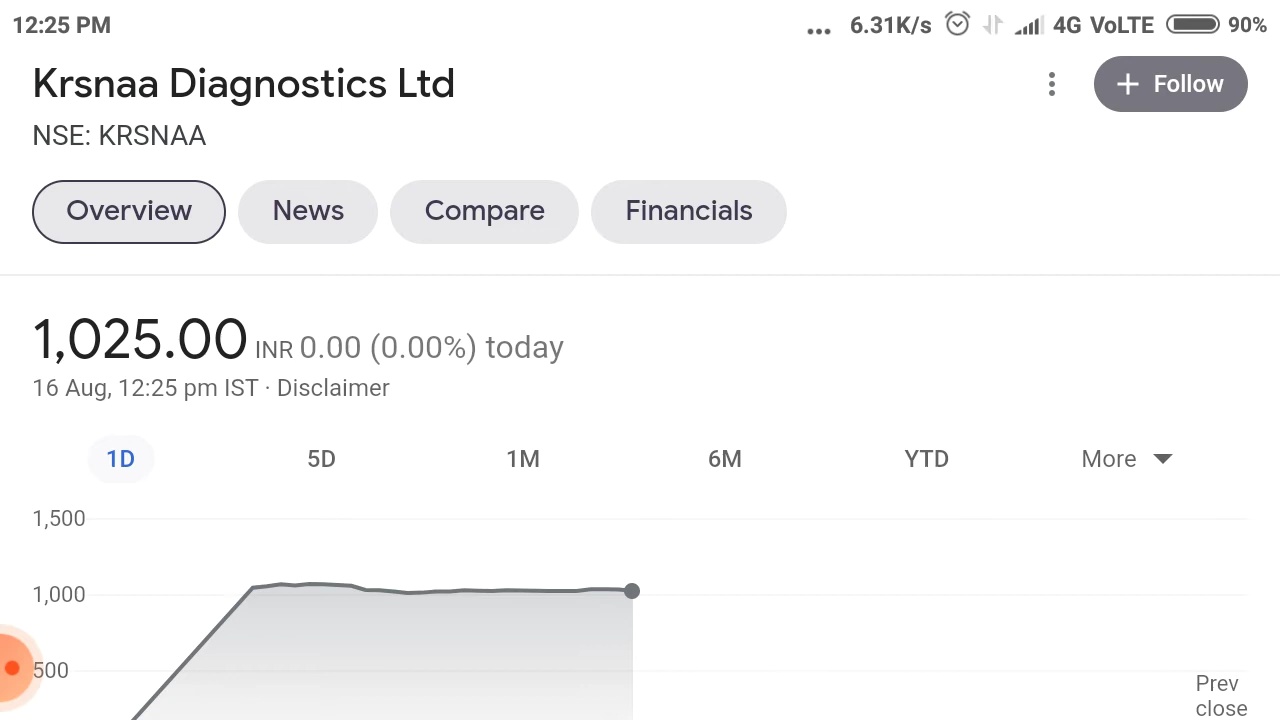 12:25 PM ... 6.31K/s 4G VoLTE 90%
Krsnaa Diagnostics Ltd
+ Follow
NSE: KRSNAA
Overview News Compare Financials
1,025.00 INR 0.00 (0.00%) today
16 Aug, 12:25 pm IST · Disclaimer
1D 5D 1M 6M YTD More
1,500
1,000
500
Prev
close